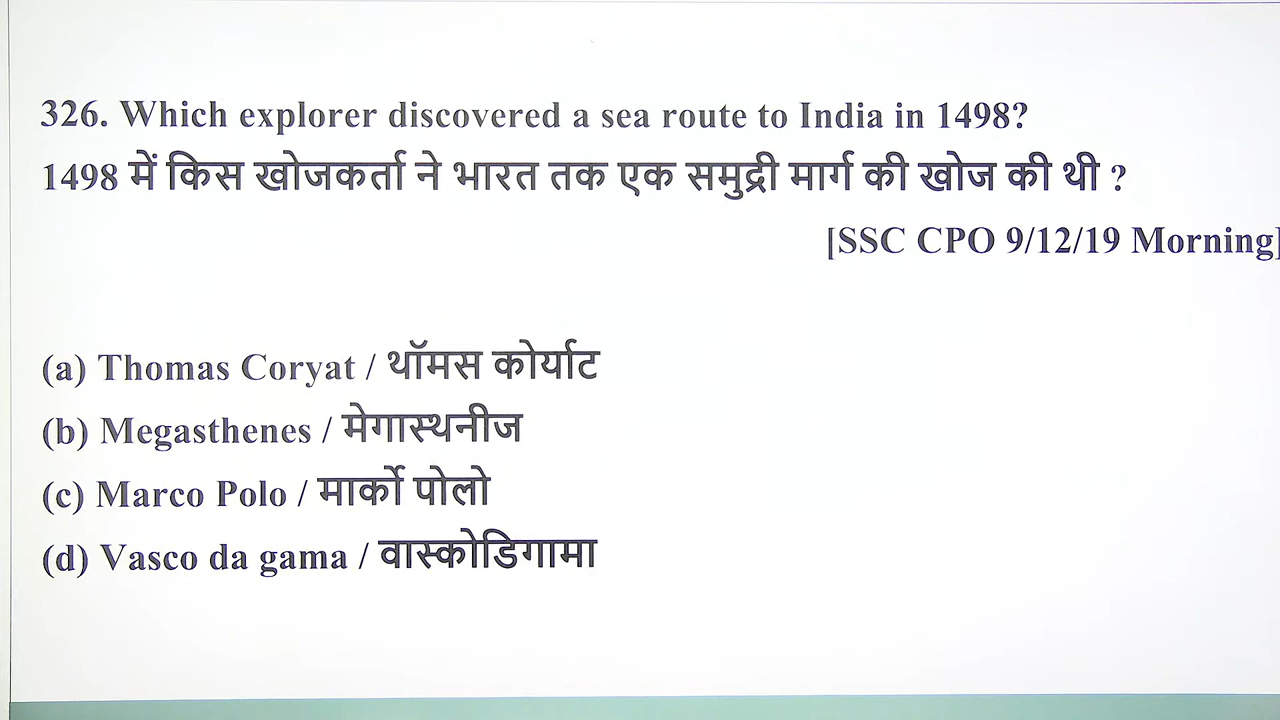 326. Which explorer discovered a sea route to India in 1498?
1498 में किस खोजकर्ता ने भारत तक एक समुद्री मार्ग की खोज की थी ?
[SSC CPO 9/12/19 Morning]
(a) Thomas Coryat / थॉमस कोर्याट
(b) Megasthenes / मेगास्थनीज
(c) Marco Polo / मार्को पोलो
(d) Vasco da gama / वास्कोडिगामा